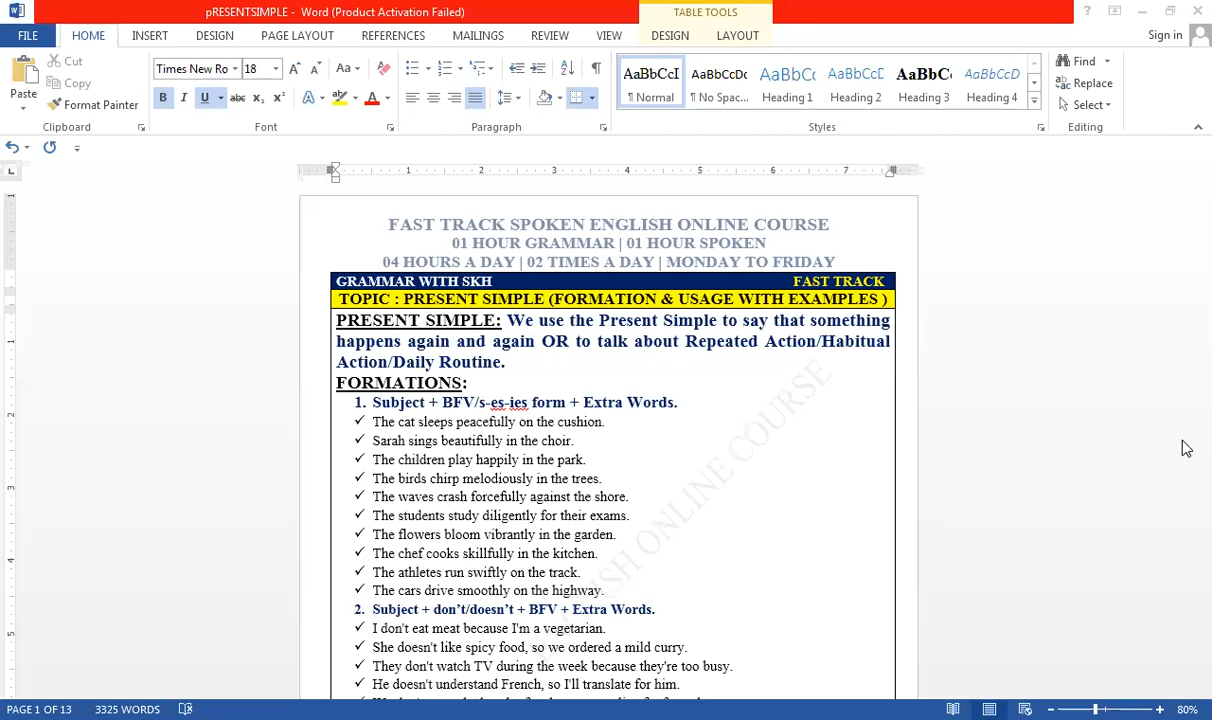 pRESENTSIMPLE - Word (Product Activation Failed)
TABLE TOOLS
Sign in
FILE HOME INSERT DESIGN PAGE LAYOUT REFERENCES MAILINGS REVIEW VIEW DESIGN LAYOUT
Paste
Cut
Copy
Format Painter
Clipboard
Times New Ro 18
Font
Paragraph
AaBbCcI AaBbCcDc AaBbC AaBbCcD AaBbC AaBbCcD
¶ Normal ¶ No Spac... Heading 1 Heading 2 Heading 3 Heading 4
Styles
Find
Replace
Select
Editing
1 2 3 4 5 6 7
FAST TRACK SPOKEN ENGLISH ONLINE COURSE
01 HOUR GRAMMAR | 01 HOUR SPOKEN
04 HOURS A DAY | 02 TIMES A DAY | MONDAY TO FRIDAY
GRAMMAR WITH SKH FAST TRACK
TOPIC : PRESENT SIMPLE (FORMATION & USAGE WITH EXAMPLES )
PRESENT SIMPLE: We use the Present Simple to say that something
happens again and again OR to talk about Repeated Action/Habitual
Action/Daily Routine.
FORMATIONS:
1. Subject + BFV/s-es-ies form + Extra Words.
✓ The cat sleeps peacefully on the cushion.
✓ Sarah sings beautifully in the choir.
✓ The children play happily in the park.
✓ The birds chirp melodiously in the trees.
✓ The waves crash forcefully against the shore.
✓ The students study diligently for their exams.
✓ The flowers bloom vibrantly in the garden.
✓ The chef cooks skillfully in the kitchen.
✓ The athletes run swiftly on the track.
✓ The cars drive smoothly on the highway.
2. Subject + don't/doesn't + BFV + Extra Words.
✓ I don't eat meat because I'm a vegetarian.
✓ She doesn't like spicy food, so we ordered a mild curry.
✓ They don't watch TV during the week because they're too busy.
✓ He doesn't understand French, so I'll translate for him.
ISH ONLINE COURSE
PAGE 1 OF 13 3325 WORDS 80%